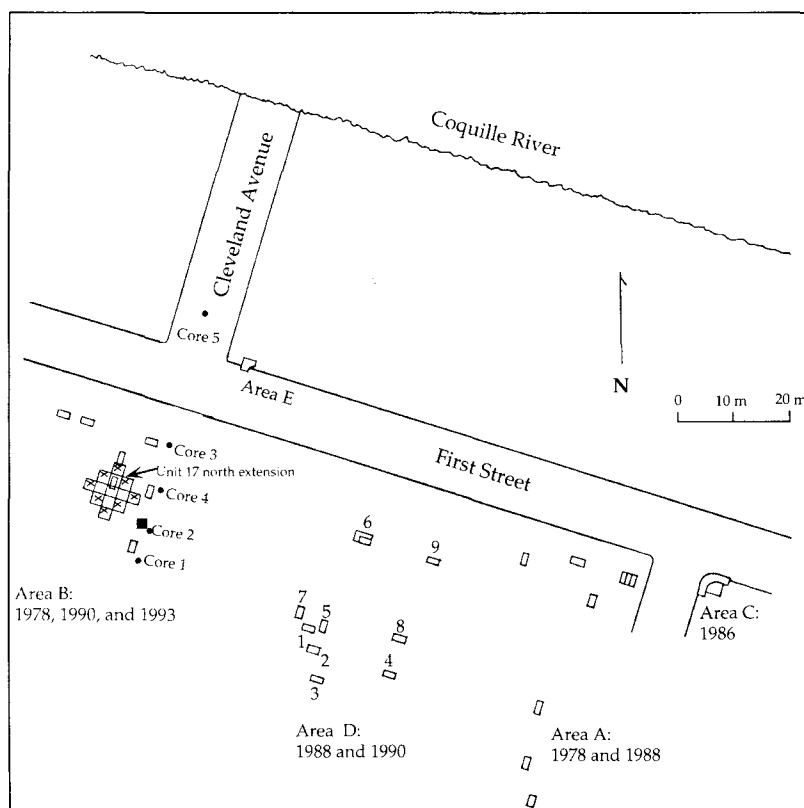 Coquille River
Cleveland Avenue
Core 5
N
0 10 m 20 m
Area E
First Street
Core 3
Unit 17 north extension
Core 4
Core 2
Core 1
Area B:
1978, 1990, and 1993
6
9
7
5
1
2
3
8
4
Area C:
1986
Area D:
1988 and 1990
Area A:
1978 and 1988